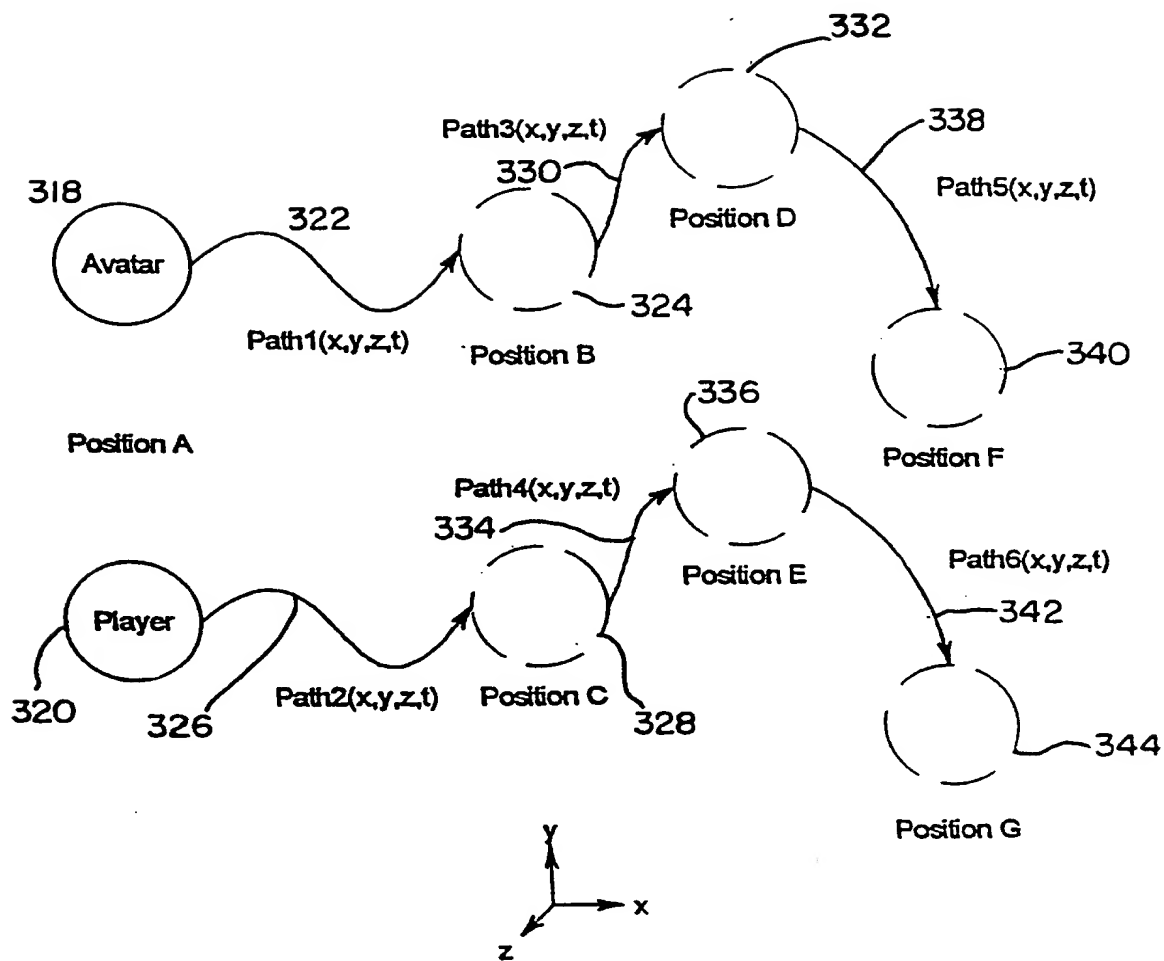 332
Path3(x,y,z,t)
338
330
318
Path5(x,y,z,t)
322
Position D
Avatar
324
Path1(x,y,z,t)
Position B
340
336
Position A
Position F
Path4(x,y,z,t)
334
Path6(x,y,z,t)
Position E
342
Player
Path2(x,y,z,t)
Position C
320
326
328
344
Position G
y
x
z